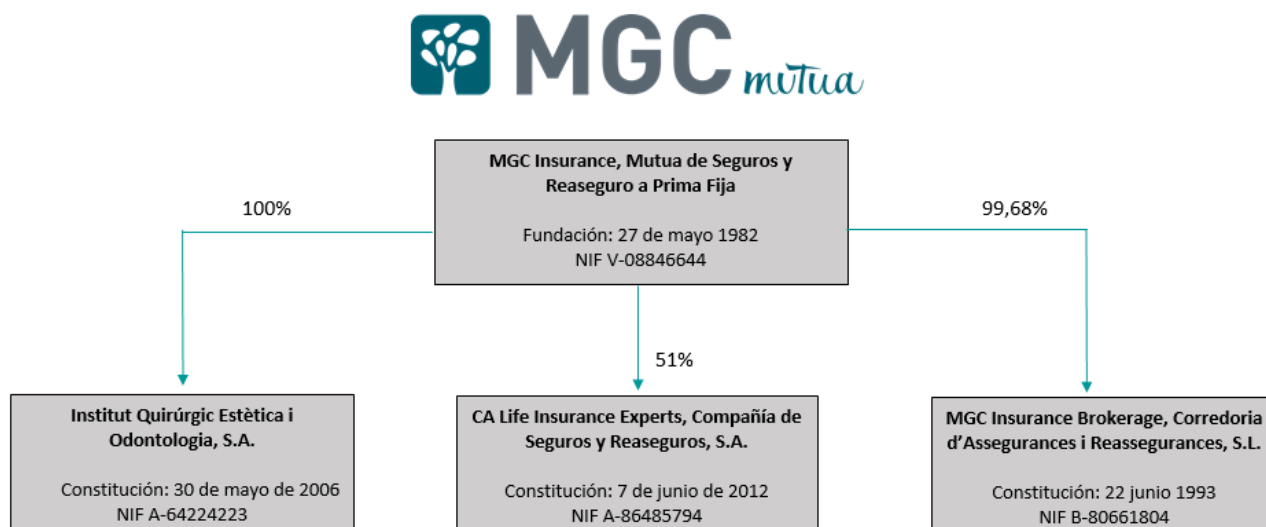 MGC mutua
MGC Insurance, Mutua de Seguros y
Reaseguro a Prima Fija
Fundación: 27 de mayo 1982
NIF V-08846644
100%
99,68%
51%
Institut Quirúrgic Estètica i
Odontologia, S.A.
Constitución: 30 de mayo de 2006
NIF A-64224223
CA Life Insurance Experts, Compañía de
Seguros y Reaseguros, S.A.
Constitución: 7 de junio de 2012
NIF A-86485794
MGC Insurance Brokerage, Corredoria
d’Assegurances i Reassegurances, S.L.
Constitución: 22 junio 1993
NIF B-80661804